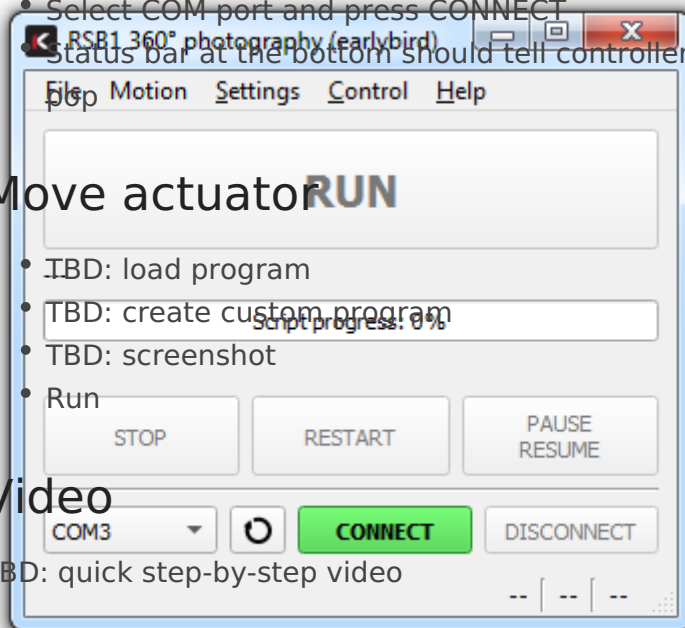 Select COM port and press CONNECT
RSB1 360° photography (earlybird)
Status bar at the bottom should tell controller
File Motion Settings Control Help
pop
RUN
Move actuator
---
TBD: load program
TBD: create custom program
Script progress: 0%
TBD: screenshot
Run
STOP RESTART PAUSE
RESUME
Video
COM3 CONNECT DISCONNECT
BD: quick step-by-step video
-- -- --